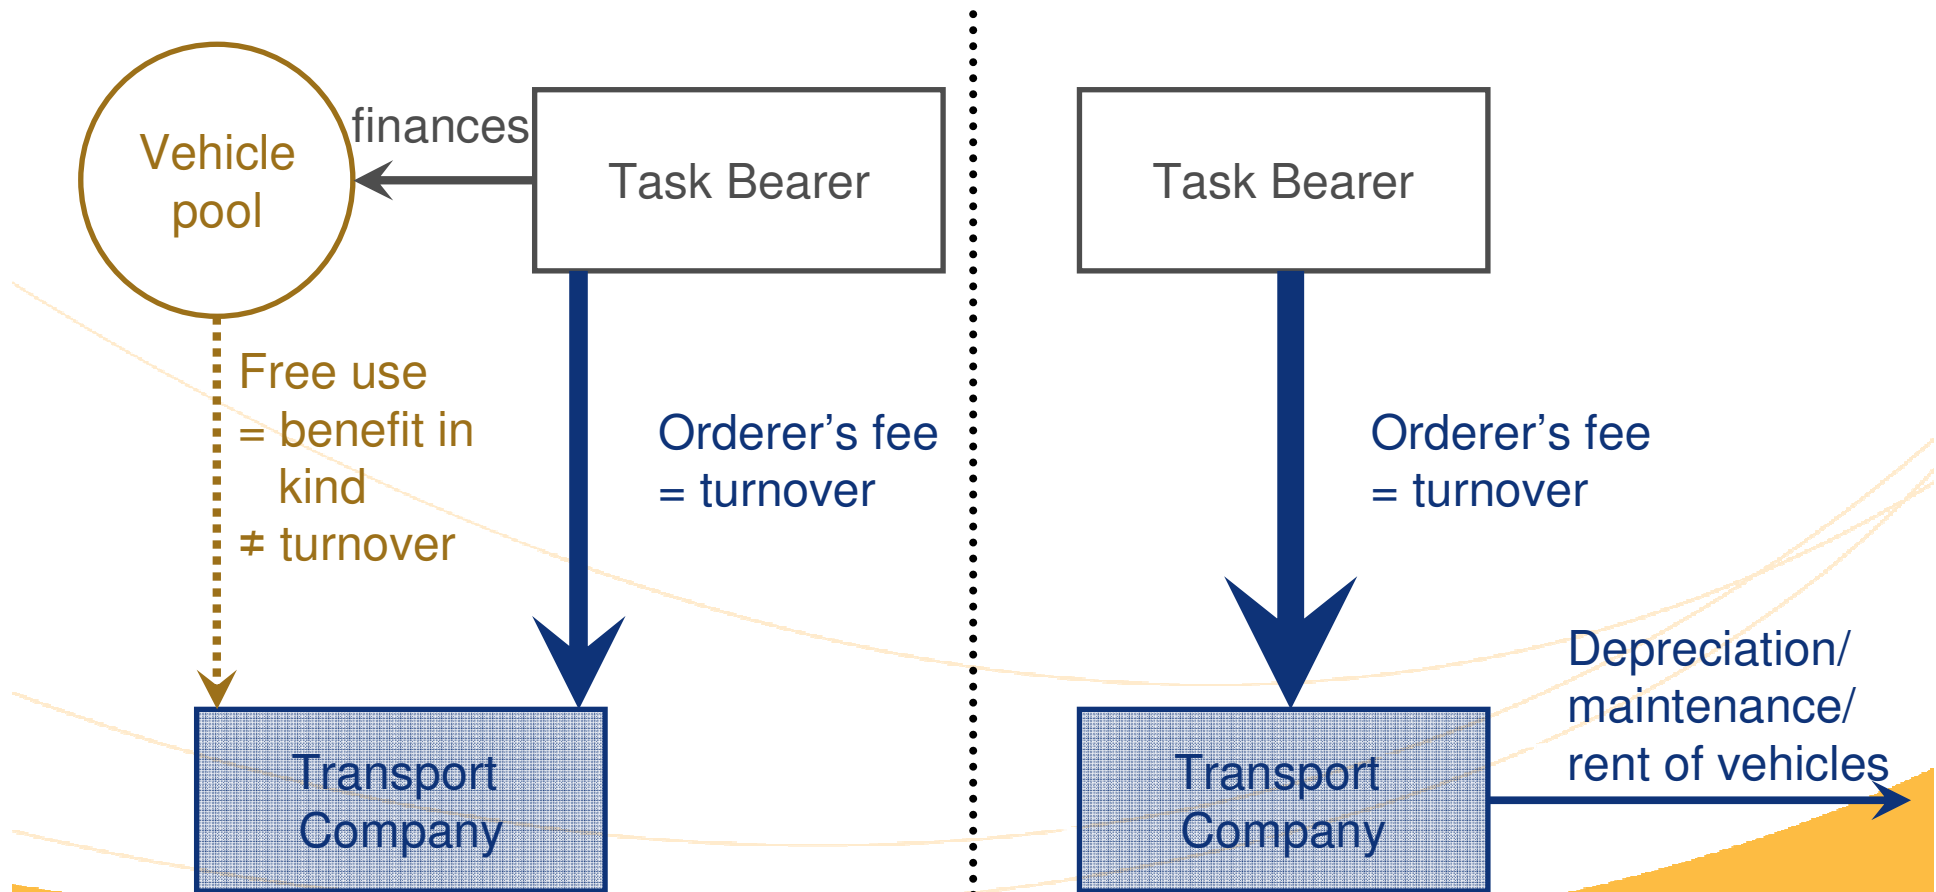 Vehicle
pool
finances
Task Bearer
Free use
= benefit in
kind
≠ turnover
Orderer’s fee
= turnover
Transport
Company
Task Bearer
Orderer’s fee
= turnover
Transport
Company
Depreciation/
maintenance/
rent of vehicles